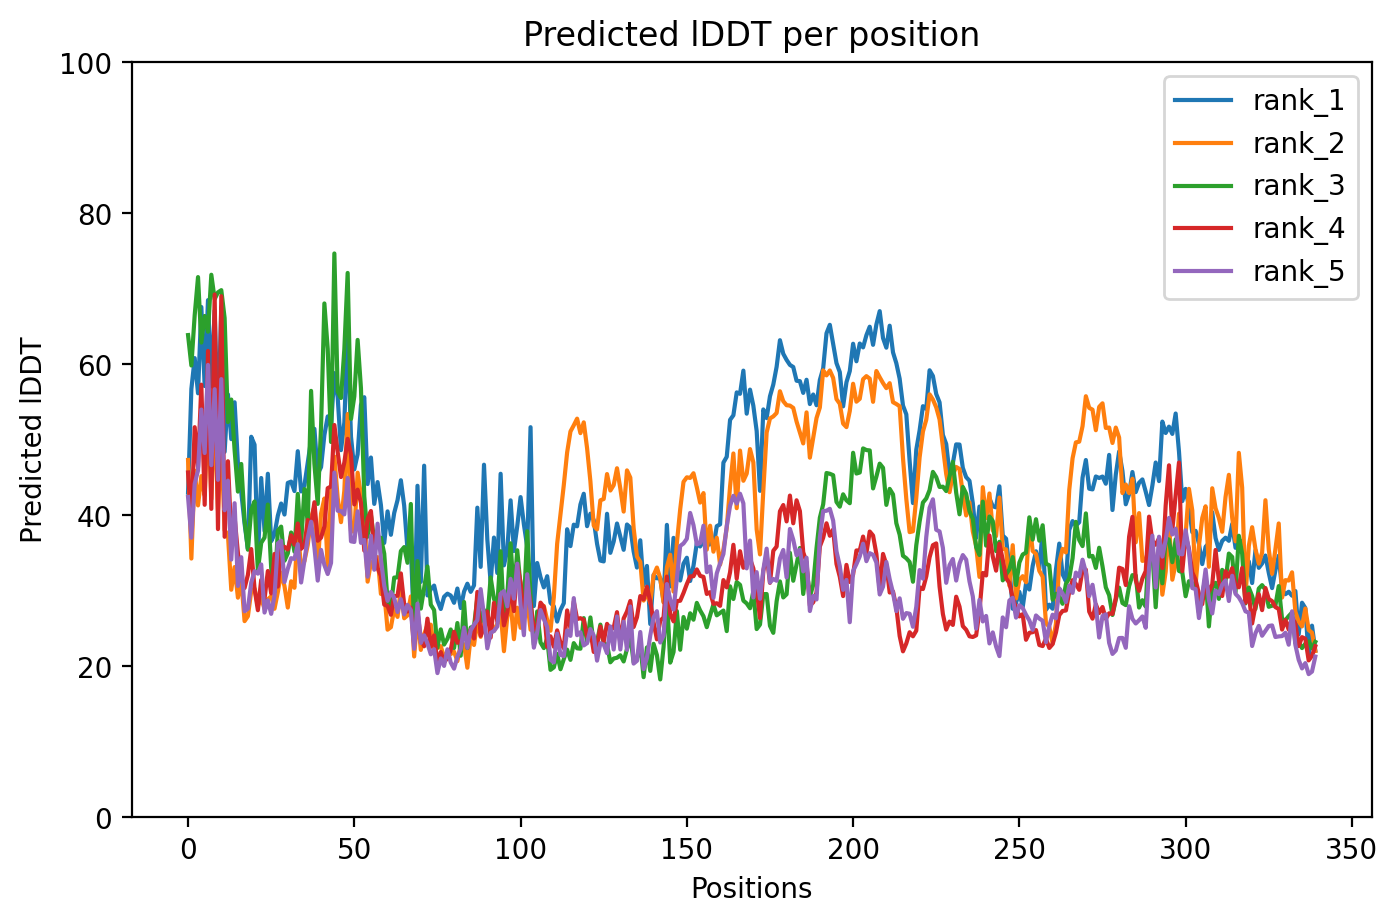 Predicted lDDT per position
Predicted lDDT
100
80
60
40
20
0
0 50 100 150 200 250 300 350
Positions
rank_1
rank_2
rank_3
rank_4
rank_5